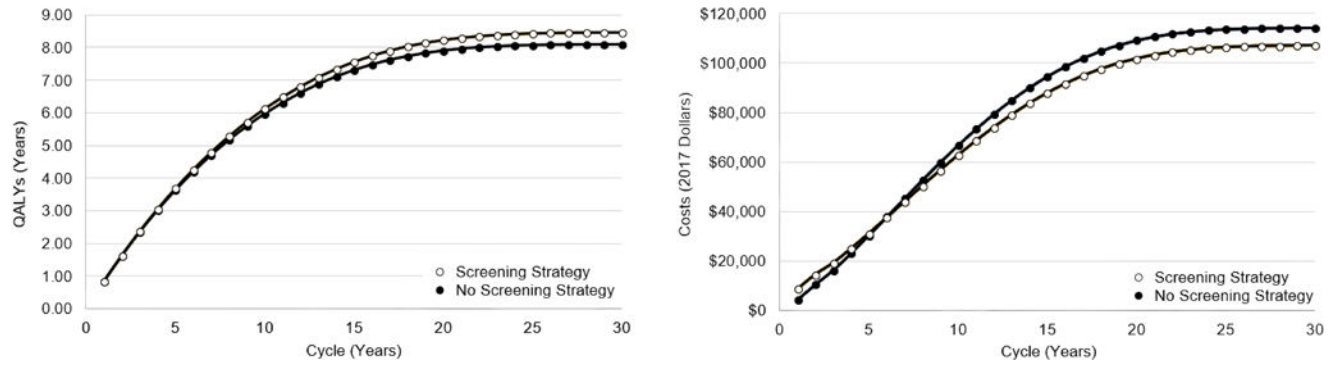 9.00
8.00
7.00
6.00
5.00
4.00
3.00
2.00
1.00
0.00
QALYs (Years)
0 5 10 15 20 25 30
Cycle (Years)
Screening Strategy
No Screening Strategy
$120,000
$100,000
$80,000
$60,000
$40,000
$20,000
$0
Costs (2017 Dollars)
0 5 10 15 20 25 30
Cycle (Years)
Screening Strategy
No Screening Strategy